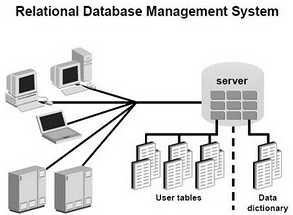 Relational Database Management System
server
User tables
Data
dictionary